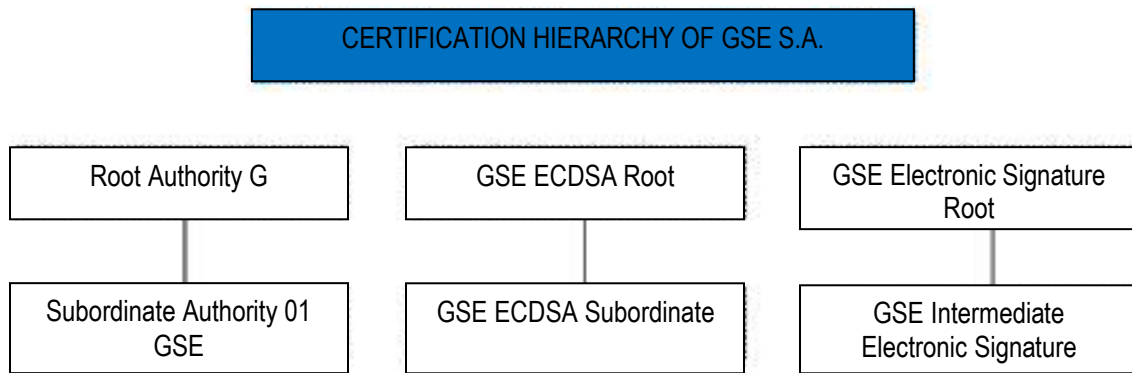 CERTIFICATION HIERARCHY OF GSE S.A.
Root Authority G
GSE ECDSA Root
GSE Electronic Signature
Root
Subordinate Authority 01
GSE
GSE ECDSA Subordinate
GSE Intermediate
Electronic Signature